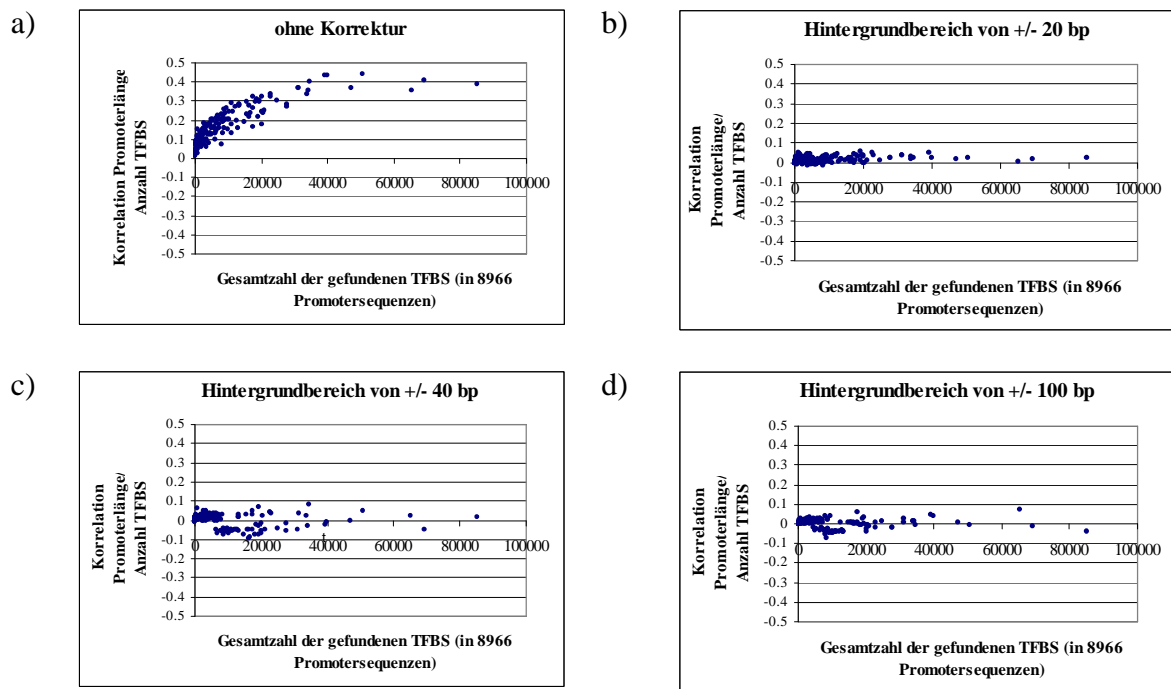 a)
ohne Korrektur
Korrelation Promoterlänge
Anzahl TFBS
0.5
0.4
0.3
0.2
0.1
0
-0.1
-0.2
-0.3
-0.4
-0.5
0
20000
40000
60000
80000
100000
Gesamtzahl der gefundenen TFBS (in 8966
Promotersequenzen)
b)
Hintergrundbereich von +/- 20 bp
Korrelation
Promoterlänge/
Anzahl TFBS
0.5
0.4
0.3
0.2
0.1
0
-0.1
-0.2
-0.3
-0.4
-0.5
0
20000
40000
60000
80000
100000
Gesamtzahl der gefundenen TFBS (in 8966
Promotersequenzen)
c)
Hintergrundbereich von +/- 40 bp
Korrelation
Promoterlänge/
Anzahl TFBS
0.5
0.4
0.3
0.2
0.1
0
-0.1
-0.2
-0.3
-0.4
-0.5
0
20000
40000
60000
80000
100000
Gesamtzahl der gefundenen TFBS (in 8966
Promotersequenzen)
d)
Hintergrundbereich von +/- 100 bp
Korrelation
Promoterlänge/
Anzahl TFBS
0.5
0.4
0.3
0.2
0.1
0
-0.1
-0.2
-0.3
-0.4
-0.5
0
20000
40000
60000
80000
100000
Gesamtzahl der gefundenen TFBS (in 8966
Promotersequenzen)